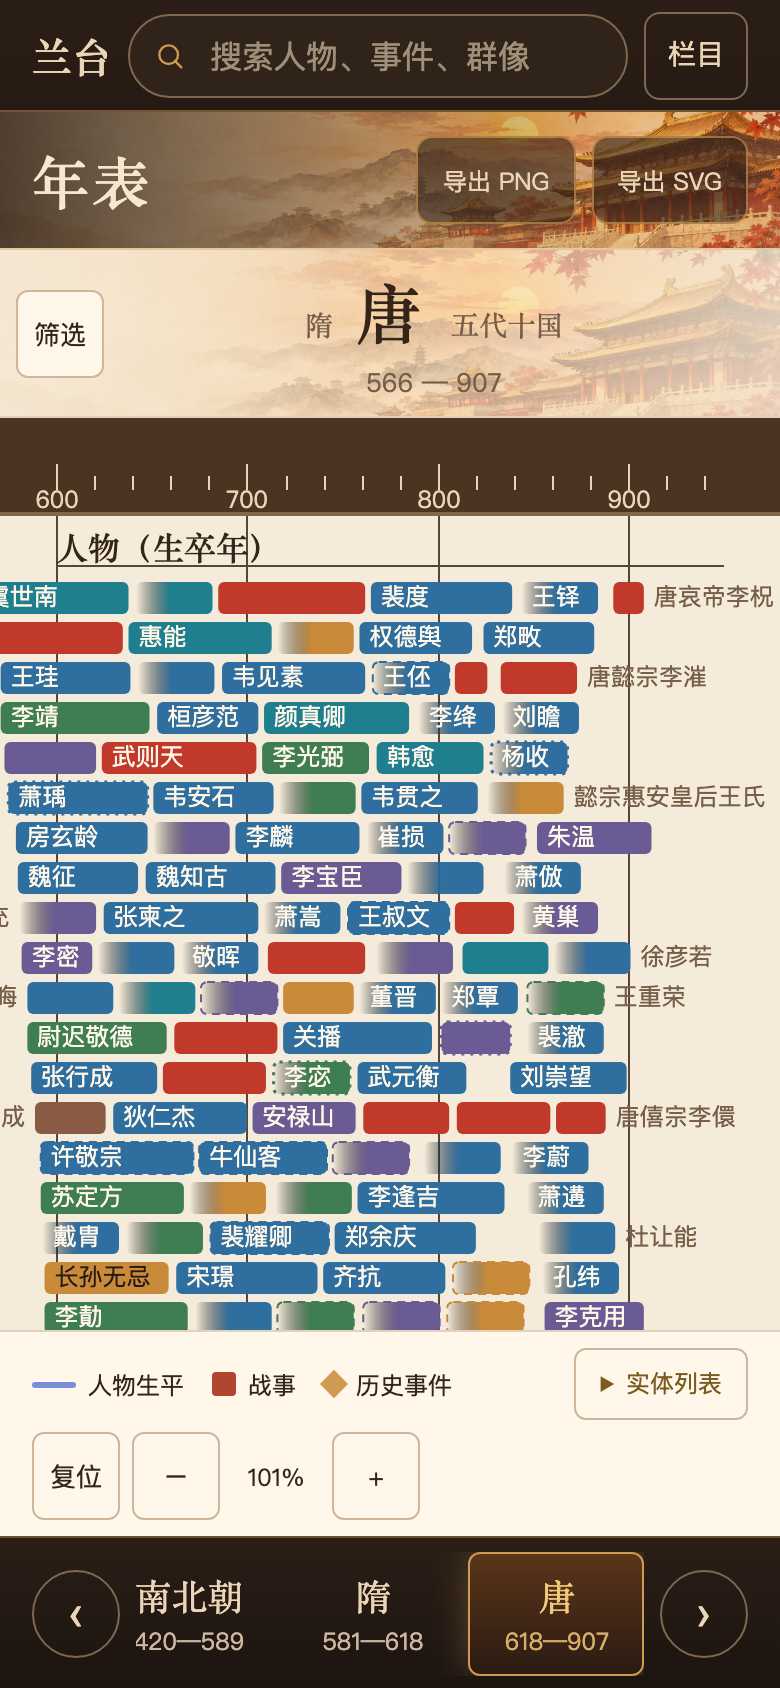 兰台 搜索人物、事件、群像 栏目
年表 导出 PNG 导出 SVG
筛选 隋 唐 五代十国
566 — 907
600 700 800 900
人物（生卒年）
虞世南 裴度 王铎 唐哀帝李柷
惠能 权德舆 郑畋
王珪 韦见素 王伾 唐懿宗李漼
李靖 桓彦范 颜真卿 李绛 刘瞻
武则天 李光弼 韩愈 杨收
萧瑀 韦安石 韦贯之 懿宗惠安皇后王氏
房玄龄 李麟 崔损 朱温
魏征 魏知古 李宝臣 萧倣
张柬之 萧嵩 王叔文 黄巢
李密 敬晖 徐彦若
董晋 郑覃 王重荣
尉迟敬德 关播 裴澈
张行成 李宓 武元衡 刘崇望
成 狄仁杰 安禄山 唐僖宗李儇
许敬宗 牛仙客 李蔚
苏定方 李逢吉 萧遘
戴胄 裴耀卿 郑余庆 杜让能
长孙无忌 宋璟 齐抗 孔纬
李勣 李克用
人物生平 战事 历史事件 ▶ 实体列表
复位 — 101% +
‹ 南北朝 隋 唐 ›
420—589 581—618 618—907